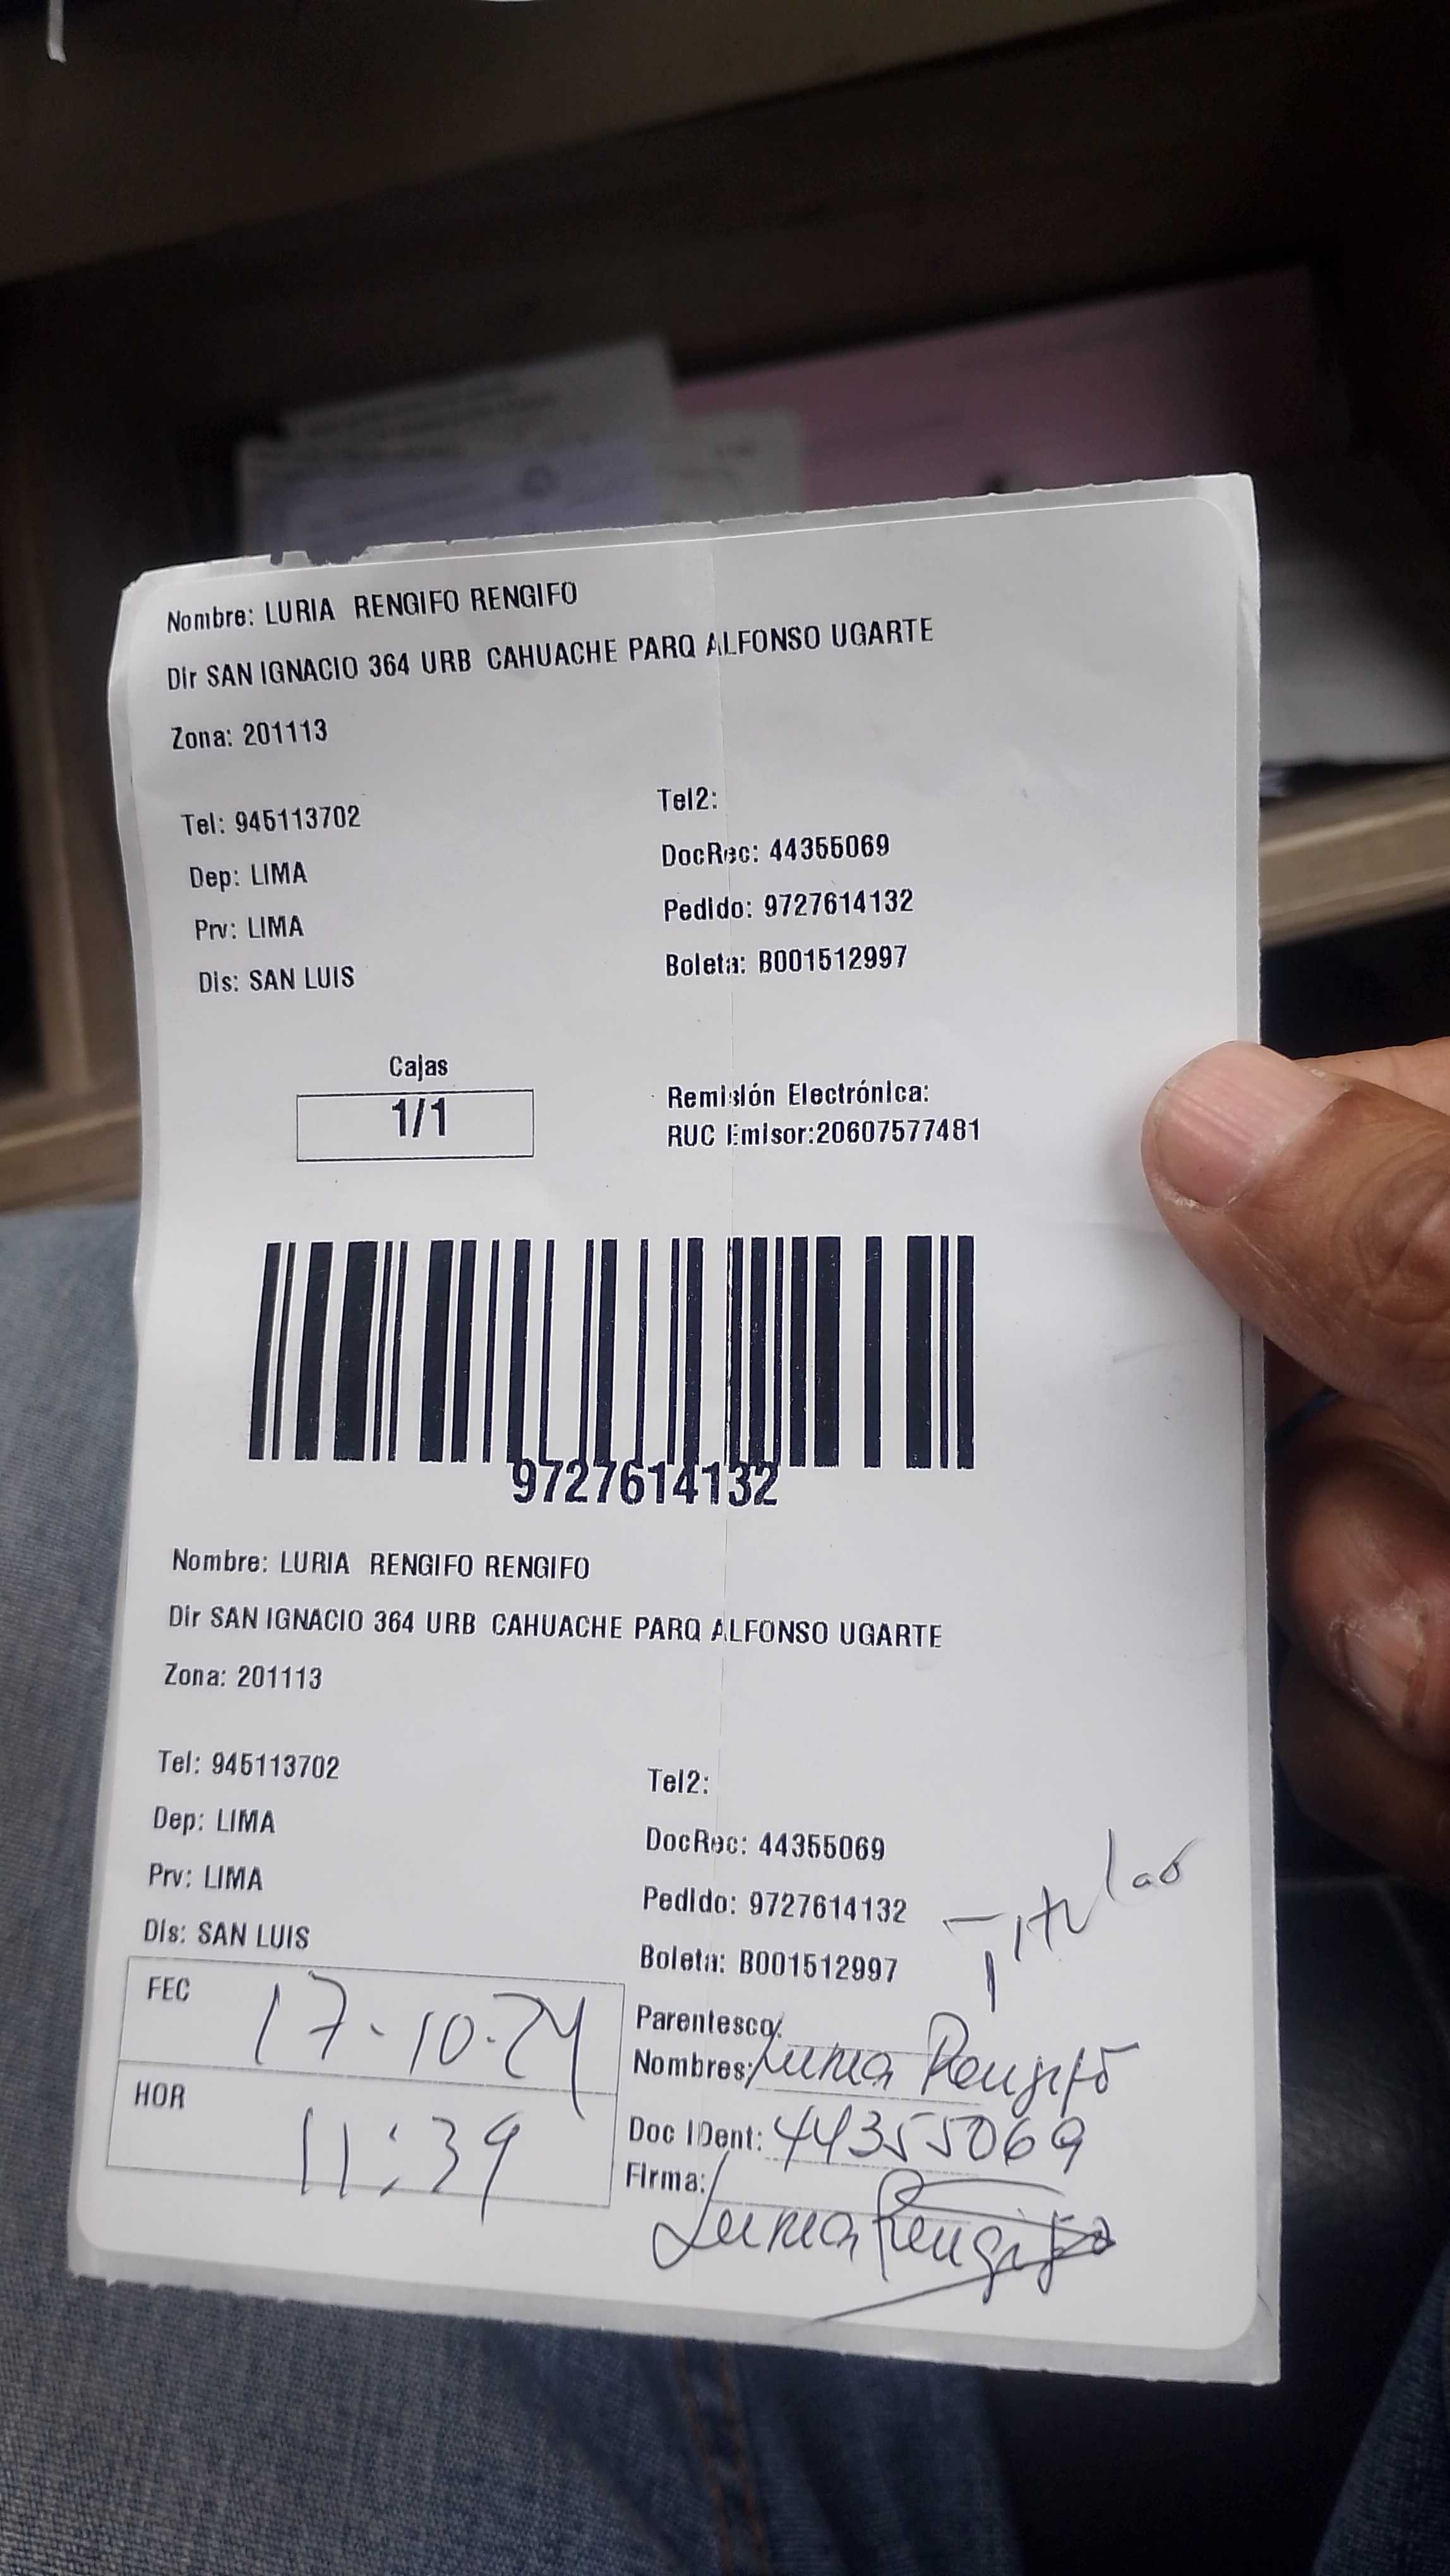 Nombre: LURIA RENGIFO RENGIFO
Dir SAN IGNACIO 364 URB CAHUACHE PARQ ALFONSO UGARTE
Zona: 201113
Tel: 945113702
Tel2:
Dep: LIMA
DocRec: 44355069
Prv: LIMA
Pedido: 9727614132
Dis: SAN LUIS
Boleta: B001512997
Cajas
1/1
Remisión Electrónica:
RUC Emisor:20607577481
9727614132
Nombre: LURIA RENGIFO RENGIFO
Dir SAN IGNACIO 364 URB CAHUACHE PARQ ALFONSO UGARTE
Zona: 201113
Tel: 945113702
Tel2:
Dep: LIMA
DocRec: 44355069
Prv: LIMA
Pedido: 9727614132
Titular
Dis: SAN LUIS
Boleta: B001512997
FEC 17-10-24
Parentesco:
Nombres: Luria Rengifo
HOR 11:39
Doc IDent: 44355069
Firma: Luria Rengifo